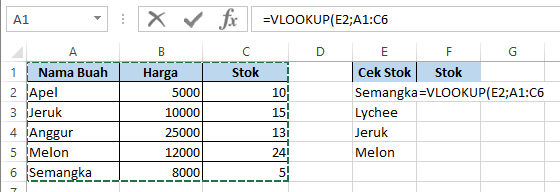 A1 =VLOOKUP(E2;A1:C6
A B C D E F G
1 Nama Buah Harga Stok Cek Stok Stok
2 Apel 5000 10 Semangka =VLOOKUP(E2;A1:C6
3 Jeruk 10000 15 Lychee
4 Anggur 25000 13 Jeruk
5 Melon 12000 24 Melon
6 Semangka 8000 5